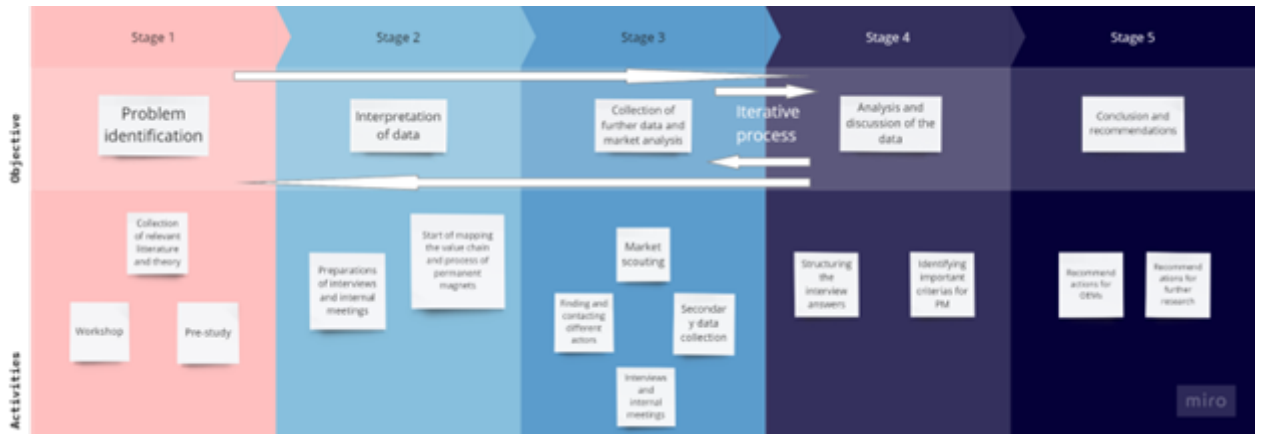 Stage 1
Stage 2
Stage 3
Stage 4
Stage 5
Objective
Problem
identification
Interpretation
of data
Collection of
further data and
market analysis
Iterative
process
Analysis and
discussion of the
data
Conclusion and
recommendations
Activities
Collection
of relevant
litterature
and theory
Workshop
Pre-study
Preparations
of interviews
and internal
meetings
Start of mapping
the value chain
and process of
permanent
magnets
Market
scouting
Finding and
contacting
different
actors
Secondar
y data
collection
Interviews
and
internal
meetings
Structuring
the
interview
answers
Identifying
important
criterias for
PM
Recommend
actions for
OEMs
Recommend
ations for
further
research
miro